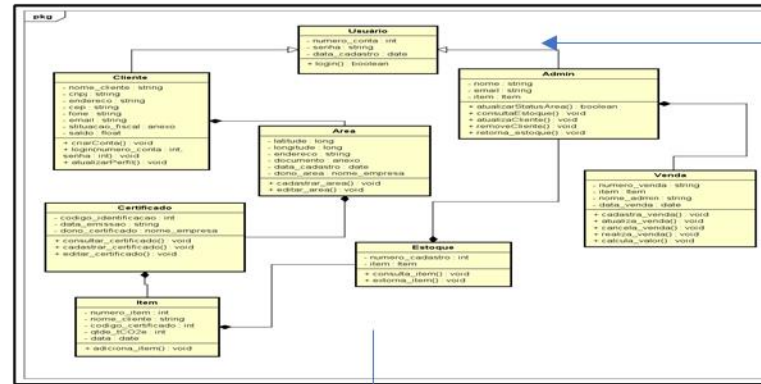 pkg
Usuário
- numero_conta : int
- senha : string
- data_cadastro : date
+ login() : boolean
Cliente
- nome_cliente : string
- cnpj : string
- endereco : string
- cep : string
- fone : string
- email : string
- situacao_fiscal : anexo
- saldo : float
+ criarConta() : void
+ login(numero_conta : int,
senha : int) : void
+ atualizarPerfil() : void
Admin
- nome : string
- email : string
- item : Item
+ atualizarStatusArea() : boolean
+ consultaEstoque() : void
+ atualizaCliente() : void
+ removeCliente() : void
+ retorna_estoque() : void
Área
- latitude : long
- longitude : long
- endereco : string
- documento : anexo
- data_cadastro : date
- dono_area : nome_empresa
+ cadastrar_area() : void
+ editar_area() : void
Venda
- numero_venda : string
- item : Item
- nome_admin : string
- data_venda : date
+ cadastra_venda() : void
+ atualiza_venda() : void
+ cancela_venda() : void
+ realiza_venda() : void
+ calcula_valor() : void
Certificado
- codigo_identificacao : int
- data_emissao : string
- dono_certificado : nome_empresa
+ consultar_certificado() : void
+ cadastrar_certificado() : void
+ editar_certificado() : void
Estoque
- numero_cadastro : int
- item : Item
+ consulta_item() : void
+ estorna_item() : void
Item
- numero_item : int
- nome_cliente : string
- codigo_certificado : int
- qtde_tCO2e : int
- data : date
+ adiciona_item() : void